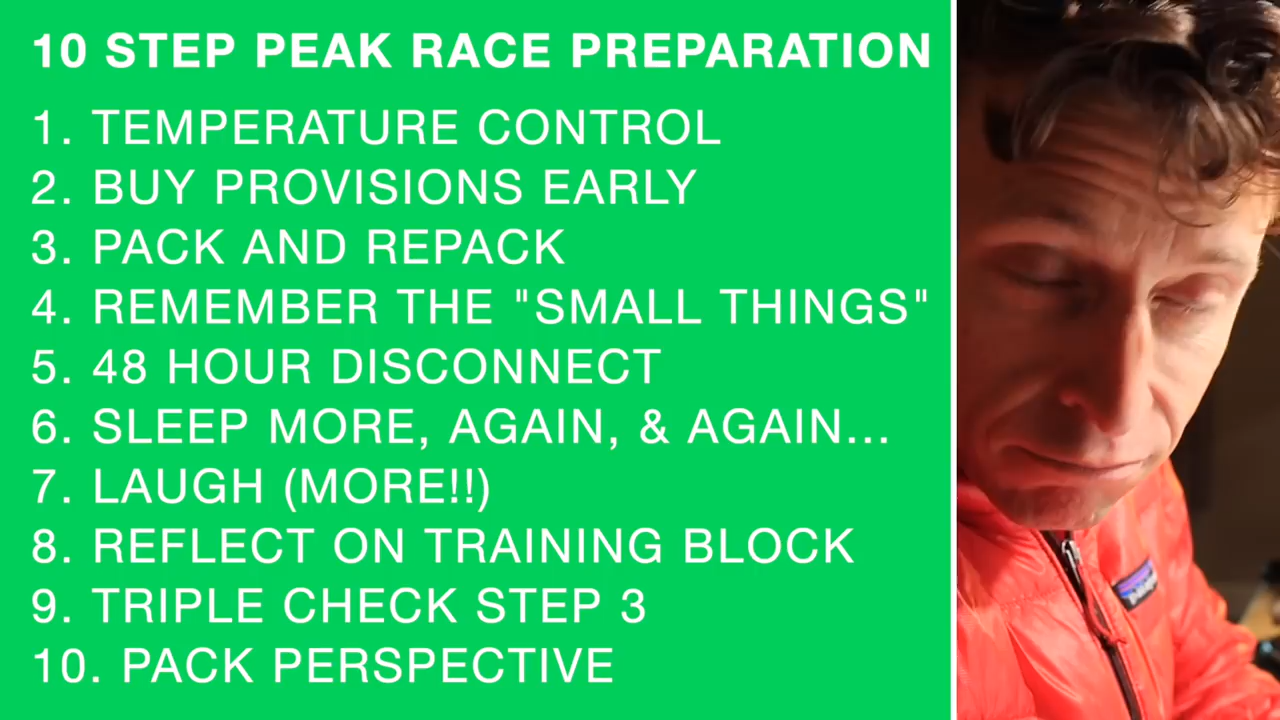 10 STEP PEAK RACE PREPARATION
1. TEMPERATURE CONTROL
2. BUY PROVISIONS EARLY
3. PACK AND REPACK
4. REMEMBER THE "SMALL THINGS"
5. 48 HOUR DISCONNECT
6. SLEEP MORE, AGAIN, & AGAIN...
7. LAUGH (MORE!!)
8. REFLECT ON TRAINING BLOCK
9. TRIPLE CHECK STEP 3
10. PACK PERSPECTIVE